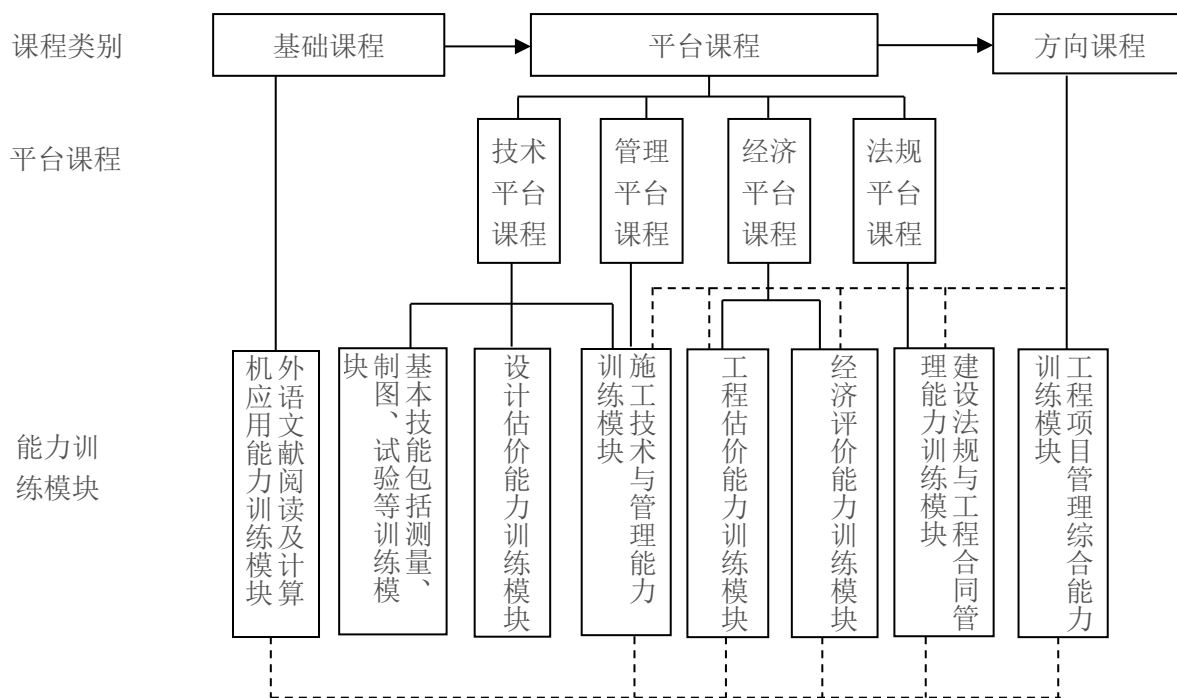 课程类别
基础课程
平台课程
方向课程
平台课程
技术
平台
课程
管理
平台
课程
经济
平台
课程
法规
平台
课程
能力训
练模块
外语文献阅读及计算
机应用能力训练模块
基本技能包括测量、
制图、试验等训练模
块
设计估价能力训练模块
施工技术与管理能力
训练模块
工程估价能力训练模块
经济评价能力训练模块
建设法规与工程合同管
理能力训练模块
工程项目管理综合能力
训练模块